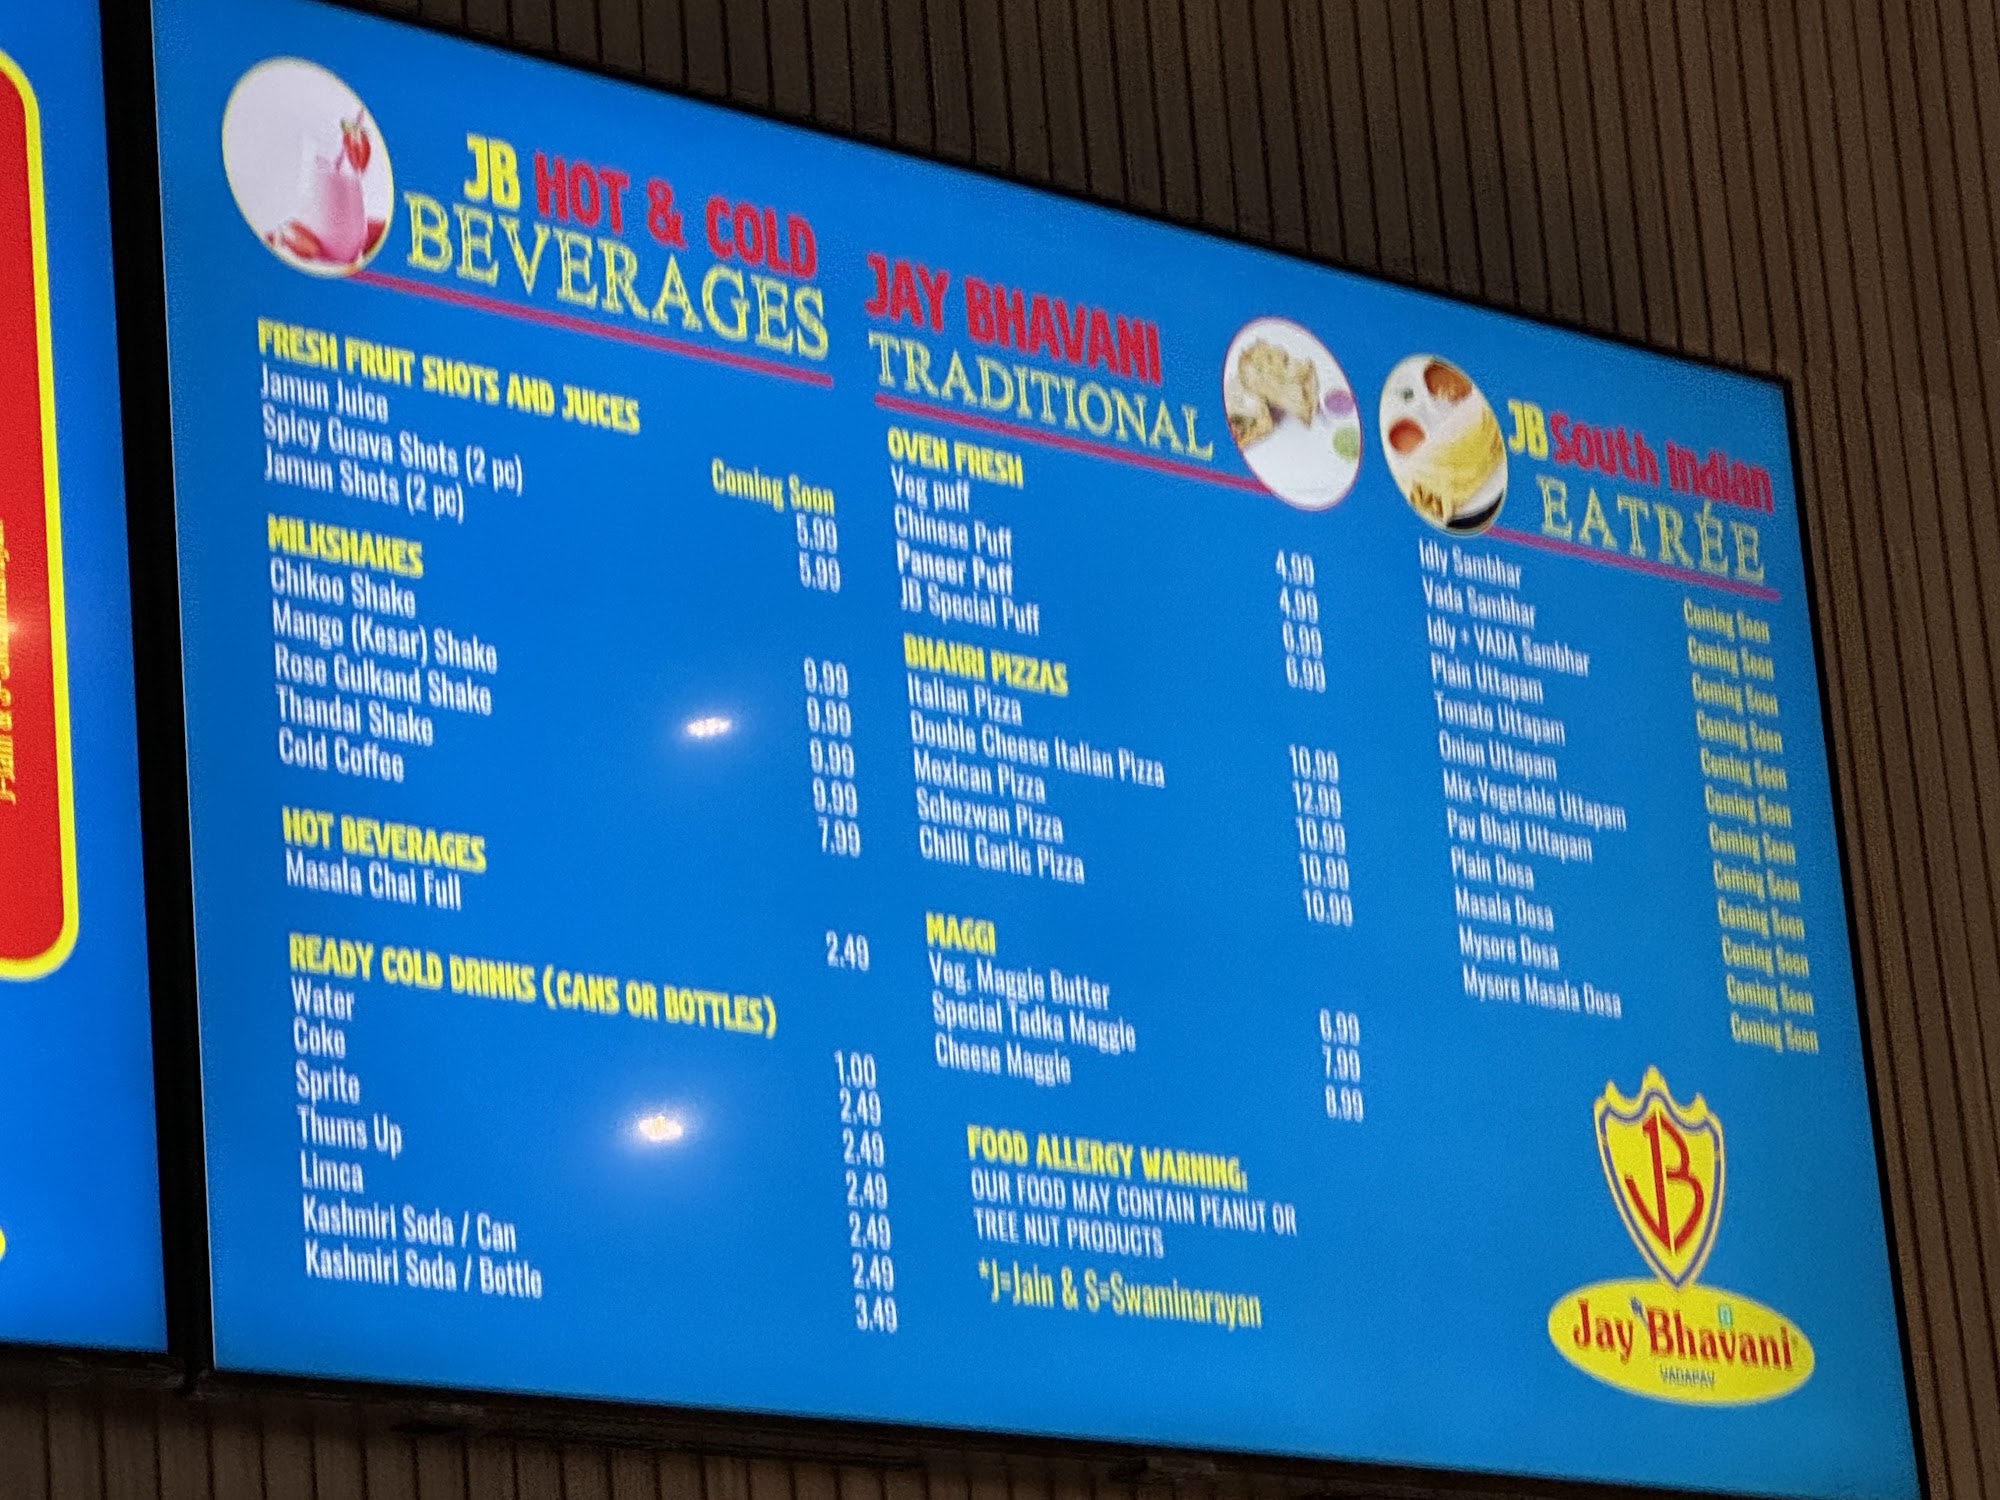 JB HOT & COLD
BEVERAGES
FRESH FRUIT SHOTS AND JUICES
Jamun Juice Coming Soon
Spicy Guava Shots (2 pc) 5.99
Jamun Shots (2 pc) 5.99
MILKSHAKES
Chikoo Shake 9.99
Mango (Kesar) Shake 9.99
Rose Gulkand Shake 9.99
Thandai Shake 9.99
Cold Coffee 7.99
HOT BEVERAGES
Masala Chai Full 2.49
READY COLD DRINKS (CANS OR BOTTLES)
Water 1.00
Coke 2.49
Sprite 2.49
Thums Up 2.49
Limca 2.49
Kashmiri Soda / Can 2.49
Kashmiri Soda / Bottle 3.49
JAY BHAVANI
TRADITIONAL
OVEN FRESH
Veg puff 4.99
Chinese Puff 4.99
Paneer Puff 6.99
JB Special Puff 6.99
BHAKRI PIZZAS
Italian Pizza 10.99
Double Cheese Italian Pizza 12.99
Mexican Pizza 10.99
Schezwan Pizza 10.99
Chilli Garlic Pizza 10.99
MAGGI
Veg. Maggie Butter 6.99
Special Tadka Maggie 7.99
Cheese Maggie 8.99
FOOD ALLERGY WARNING:
OUR FOOD MAY CONTAIN PEANUT OR
TREE NUT PRODUCTS
*J=Jain & S=Swaminarayan
JB South Indian
EATRÉE
Idly Sambhar Coming Soon
Vada Sambhar Coming Soon
Idly + VADA Sambhar Coming Soon
Plain Uttapam Coming Soon
Tomato Uttapam Coming Soon
Onion Uttapam Coming Soon
Mix-Vegetable Uttapam Coming Soon
Pav Bhaji Uttapam Coming Soon
Plain Dosa Coming Soon
Masala Dosa Coming Soon
Mysore Dosa Coming Soon
Mysore Masala Dosa Coming Soon
JB
Jay Bhavani
VADAPAV